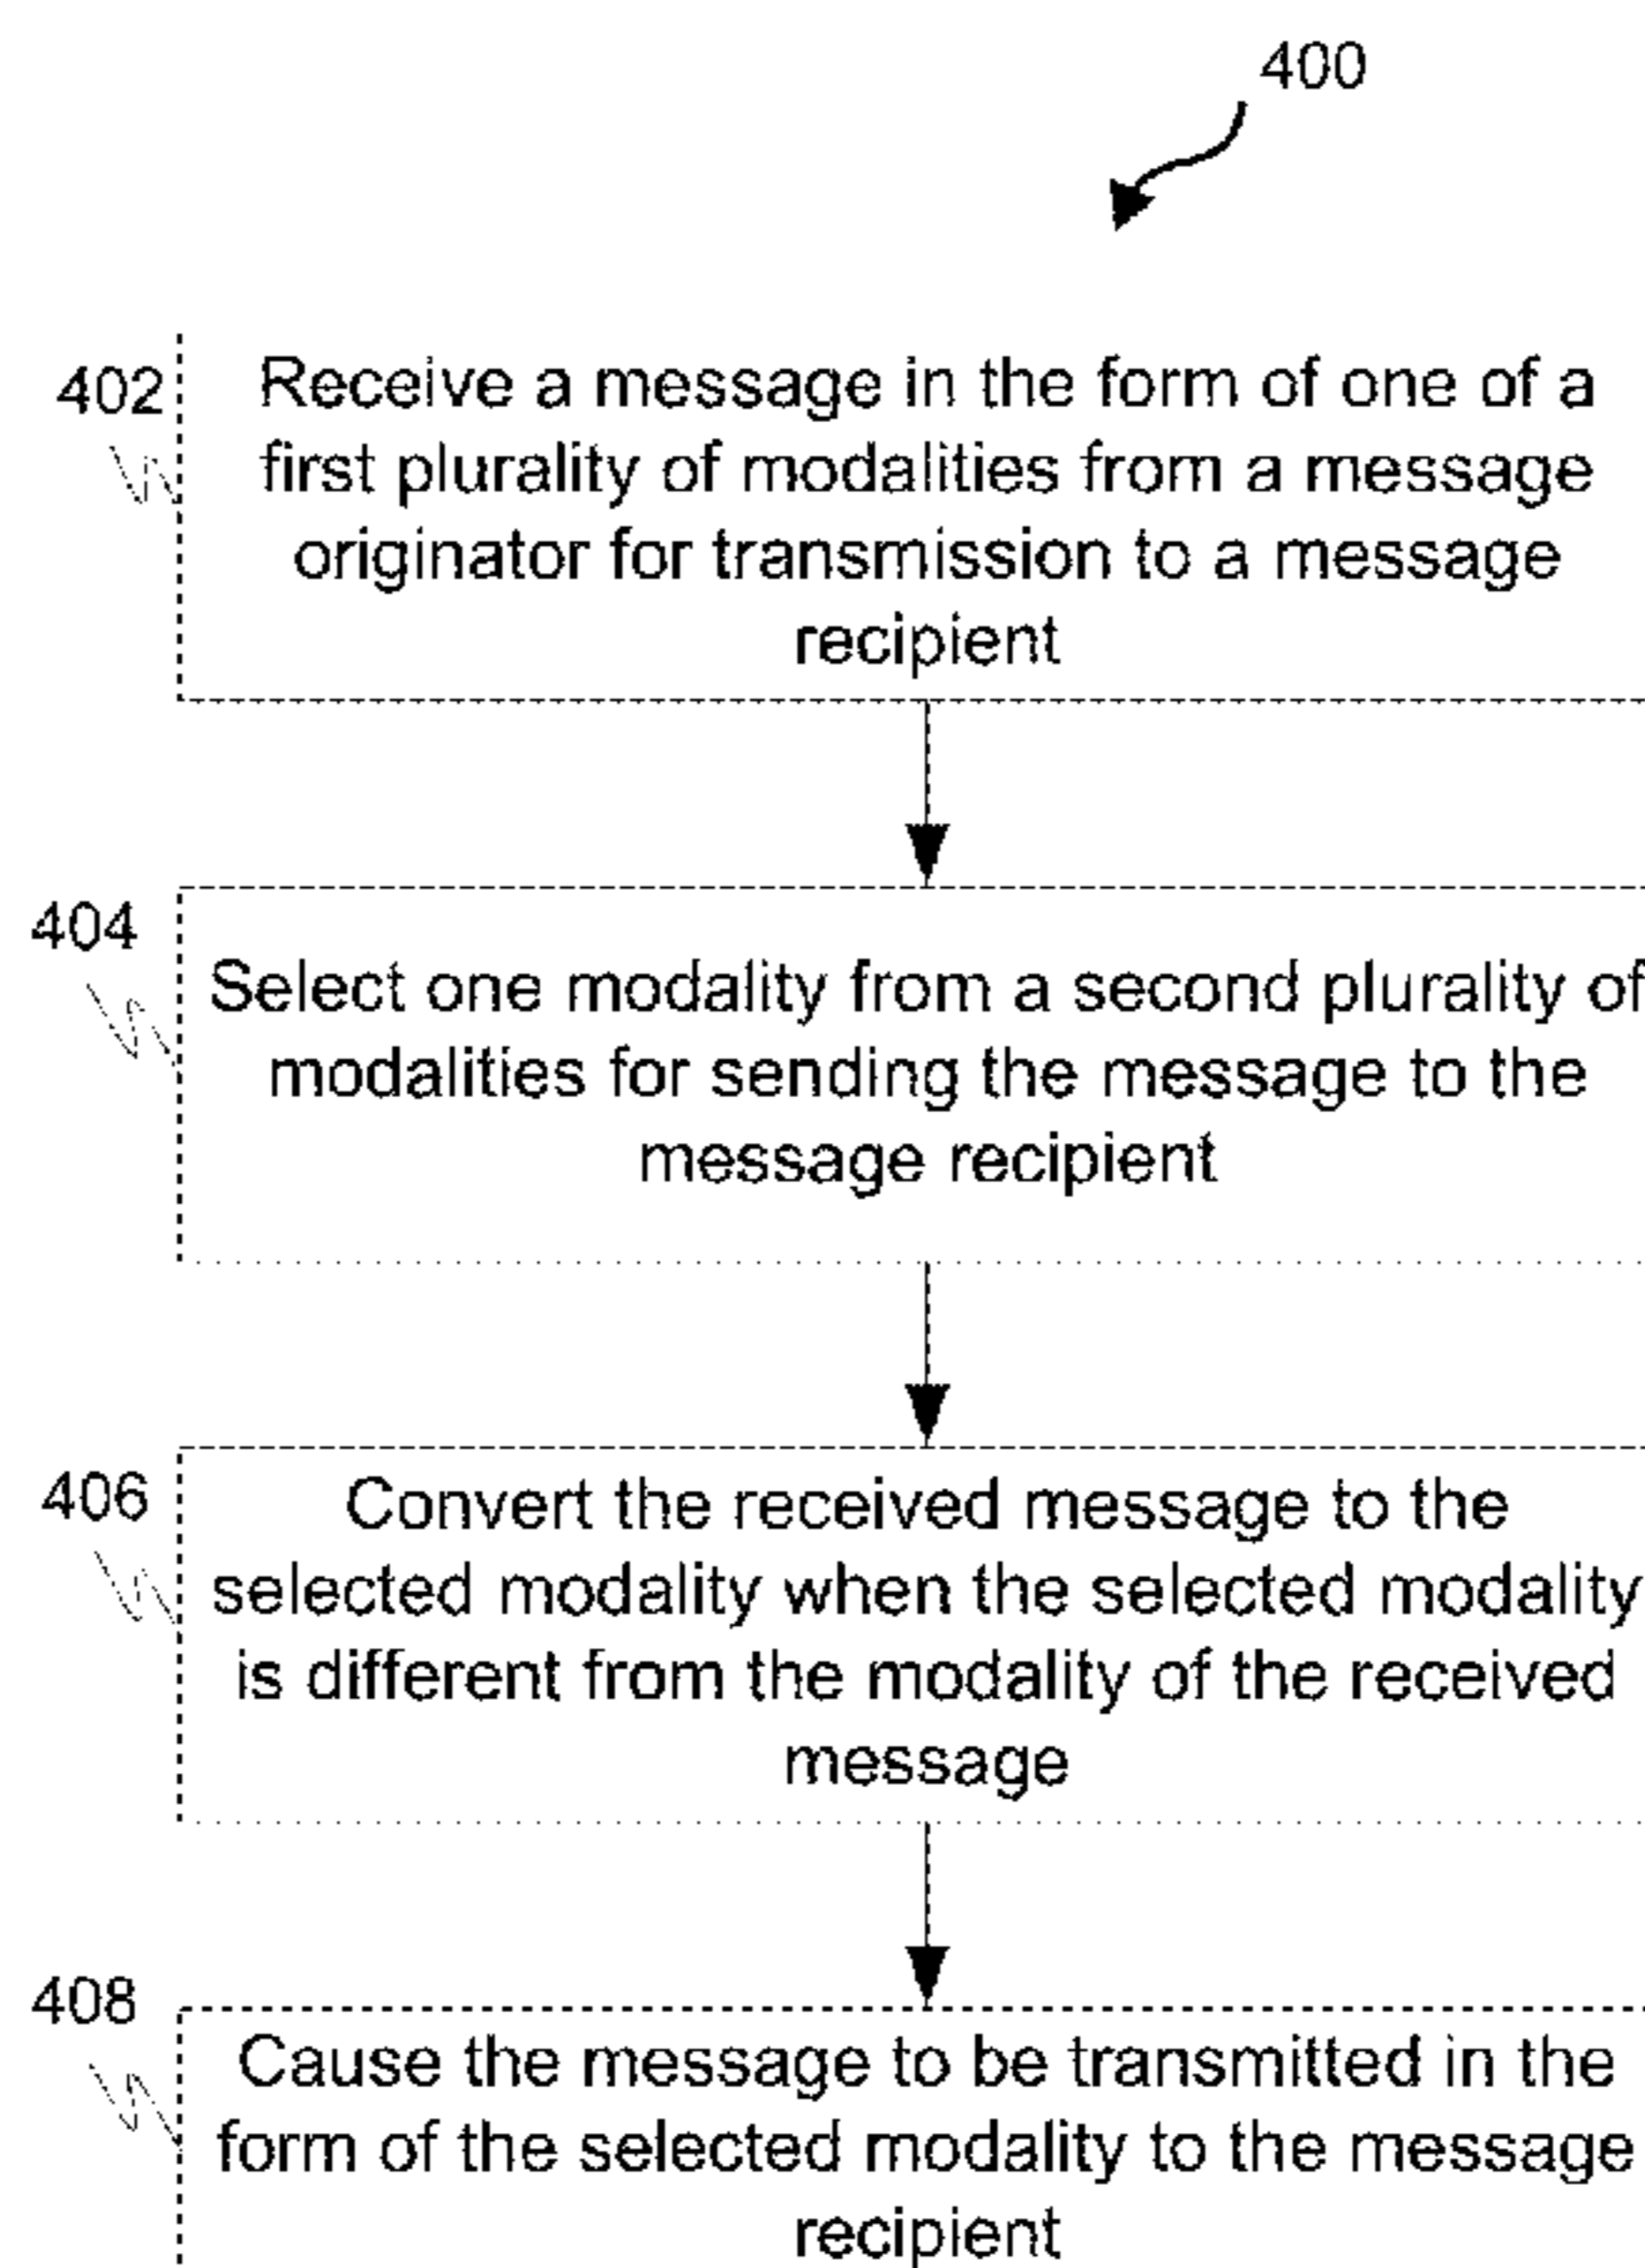 400
402
Receive a message in the form of one of a
first plurality of modalities from a message
originator for transmission to a message
recipient
404
Select one modality from a second plurality of
modalities for sending the message to the
message recipient
406
Convert the received message to the
selected modality when the selected modality
is different from the modality of the received
message
408
Cause the message to be transmitted in the
form of the selected modality to the message
recipient